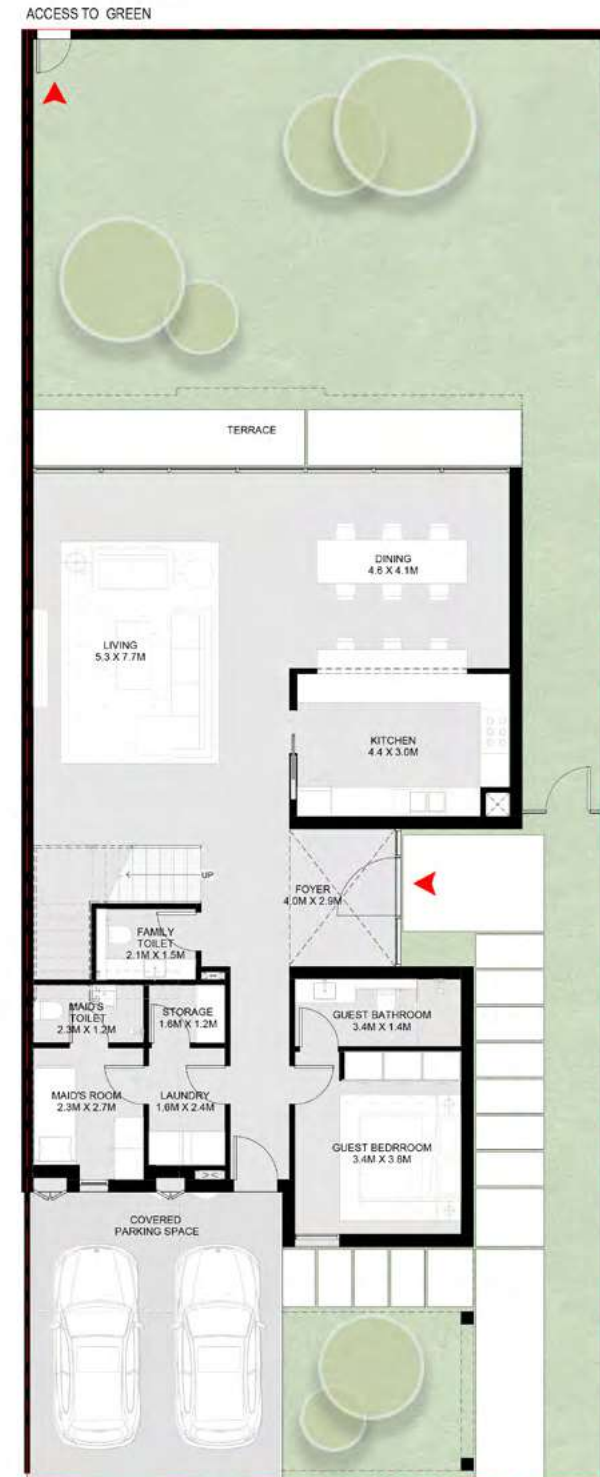 ACCESS TO GREEN
TERRACE
DINING
4.6 X 4.1M
LIVING
5.3 X 7.7M
KITCHEN
4.4 X 3.0M
UP
FOYER
4.0M X 2.9M
FAMILY
TOILET
2.1M X 1.5M
MAID'S
TOILET
2.3M X 1.2M
STORAGE
1.6M X 1.2M
GUEST BATHROOM
3.4M X 1.4M
MAID'S ROOM
2.3M X 2.7M
LAUNDRY
1.6M X 2.4M
GUEST BEDRROOM
3.4M X 3.8M
COVERED
PARKING SPACE